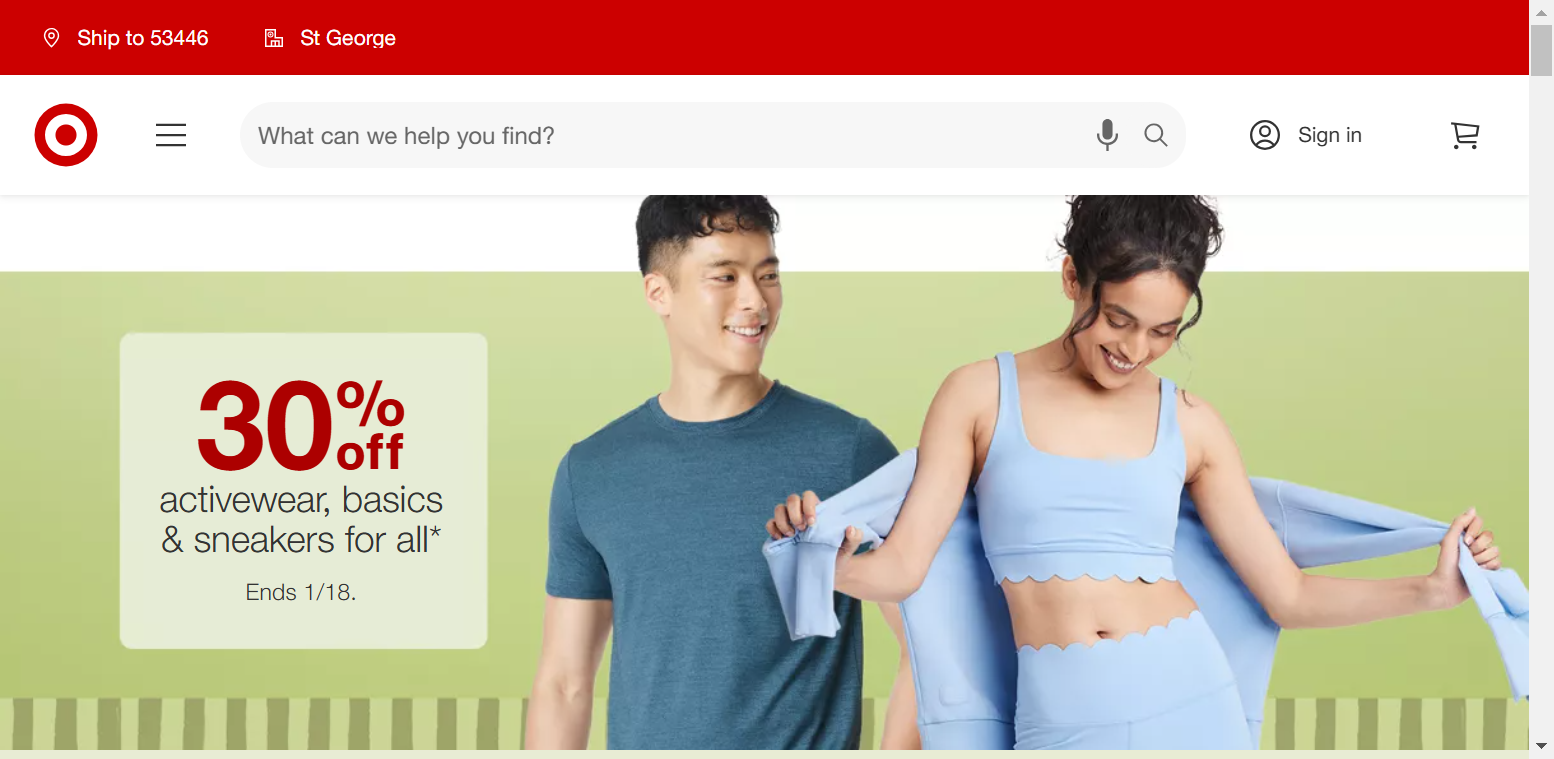 Ship to 53446
St George
What can we help you find?
Sign in
30% off
activewear, basics
& sneakers for all*
Ends 1/18.